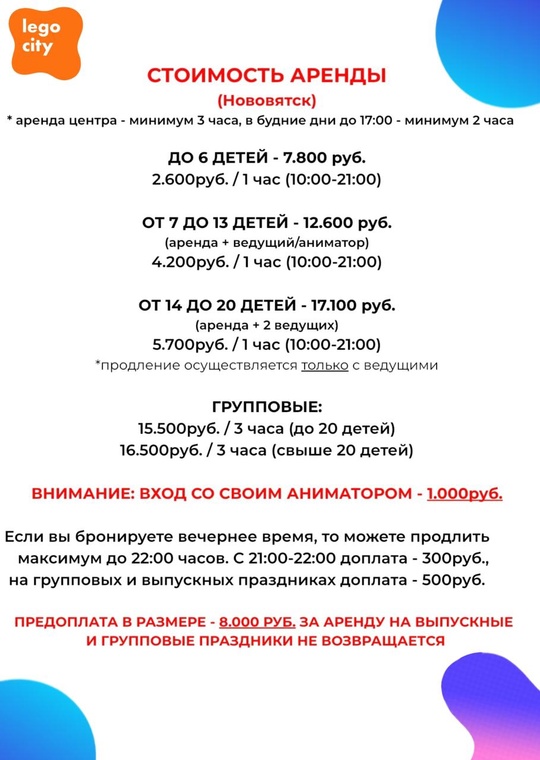 lego
city
СТОИМОСТЬ АРЕНДЫ
(Нововятск)
* аренда центра - минимум 3 часа, в будние дни до 17:00 - минимум 2 часа
ДО 6 ДЕТЕЙ - 7.800 руб.
2.600руб. / 1 час (10:00-21:00)
ОТ 7 ДО 13 ДЕТЕЙ - 12.600 руб.
(аренда + ведущий/аниматор)
4.200руб. / 1 час (10:00-21:00)
ОТ 14 ДО 20 ДЕТЕЙ - 17.100 руб.
(аренда + 2 ведущих)
5.700руб. / 1 час (10:00-21:00)
*продление осуществляется только с ведущими
ГРУППОВЫЕ:
15.500руб. / 3 часа (до 20 детей)
16.500руб. / 3 часа (свыше 20 детей)
ВНИМАНИЕ: ВХОД СО СВОИМ АНИМАТОРОМ - 1.000руб.
Если вы бронируете вечернее время, то можете продлить
максимум до 22:00 часов. С 21:00-22:00 доплата - 300руб.,
на групповых и выпускных праздниках доплата - 500руб.
ПРЕДОПЛАТА В РАЗМЕРЕ - 8.000 РУБ. ЗА АРЕНДУ НА ВЫПУСКНЫЕ
И ГРУППОВЫЕ ПРАЗДНИКИ НЕ ВОЗВРАЩАЕТСЯ